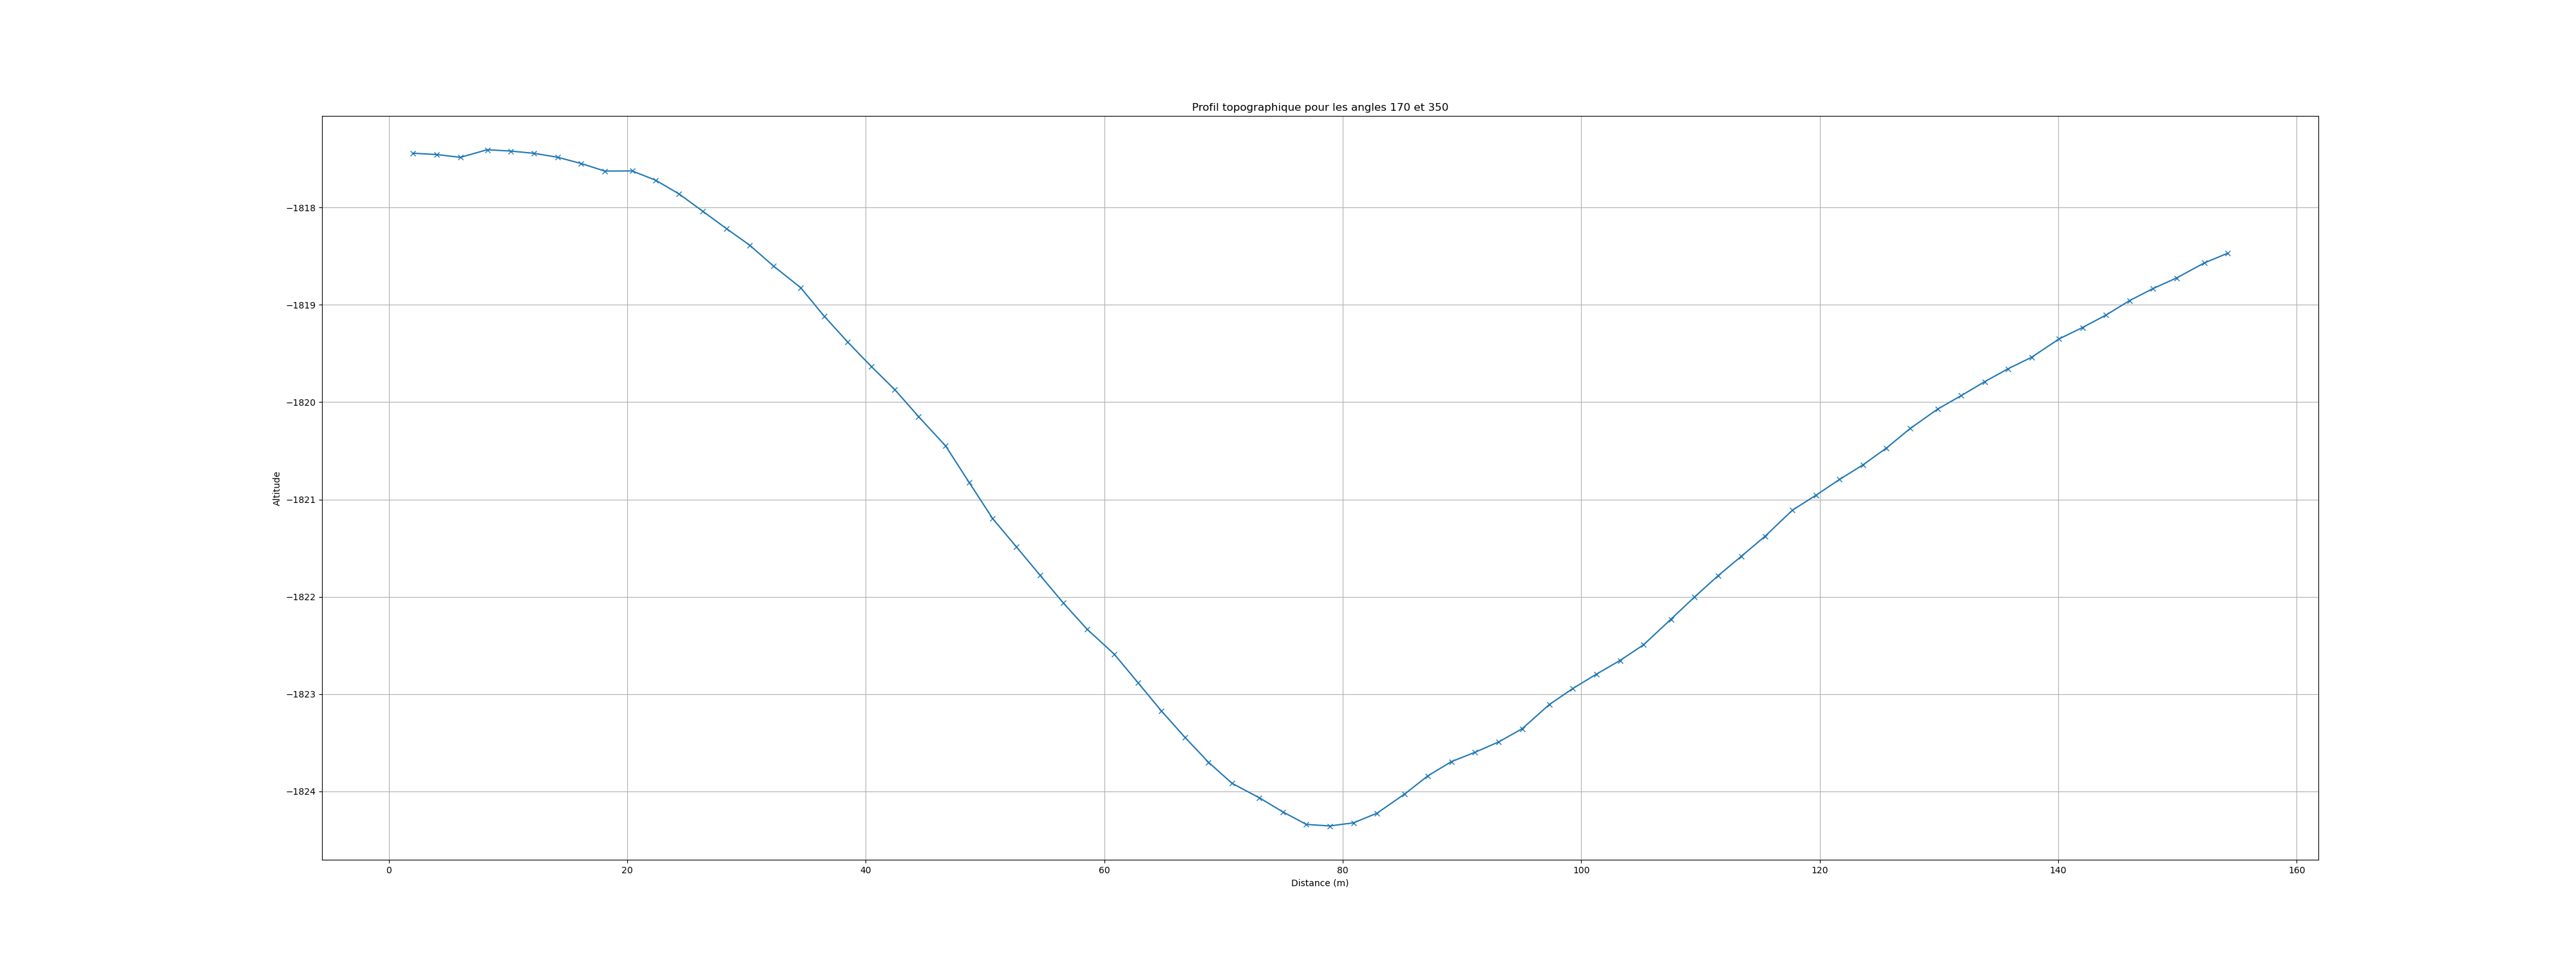 Profil topographique pour les angles 170 et 350
Altitude
−1818
−1819
−1820
−1821
−1822
−1823
−1824
0 20 40 60 80 100 120 140 160
Distance (m)